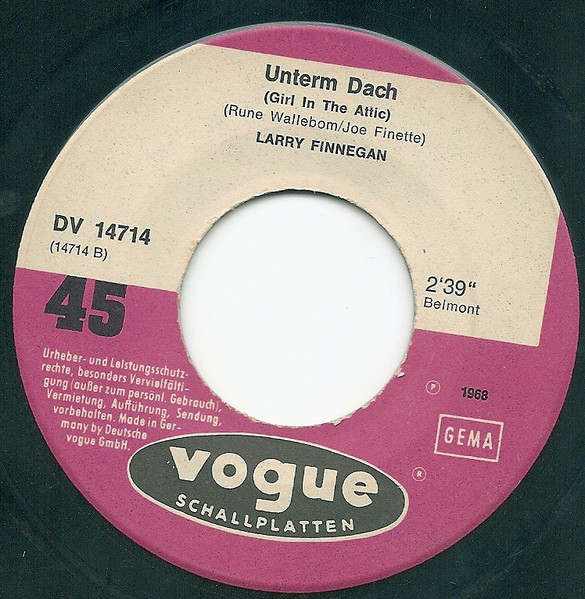 Unterm Dach
(Girl In The Attic)
(Rune Wallebom/Joe Finette)
LARRY FINNEGAN
DV 14714
(14714 B)
2'39"
Belmont
45
Urheber- und Leistungsschutz-
rechte, besonders Vervielfälti-
gung (außer zum persönl. Gebrauch),
Vermietung, Aufführung, Sendung,
vorbehalten. Made in Ger-
many by Deutsche
vogue GmbH.
℗ 1968
GEMA
vogue ®
SCHALLPLATTEN